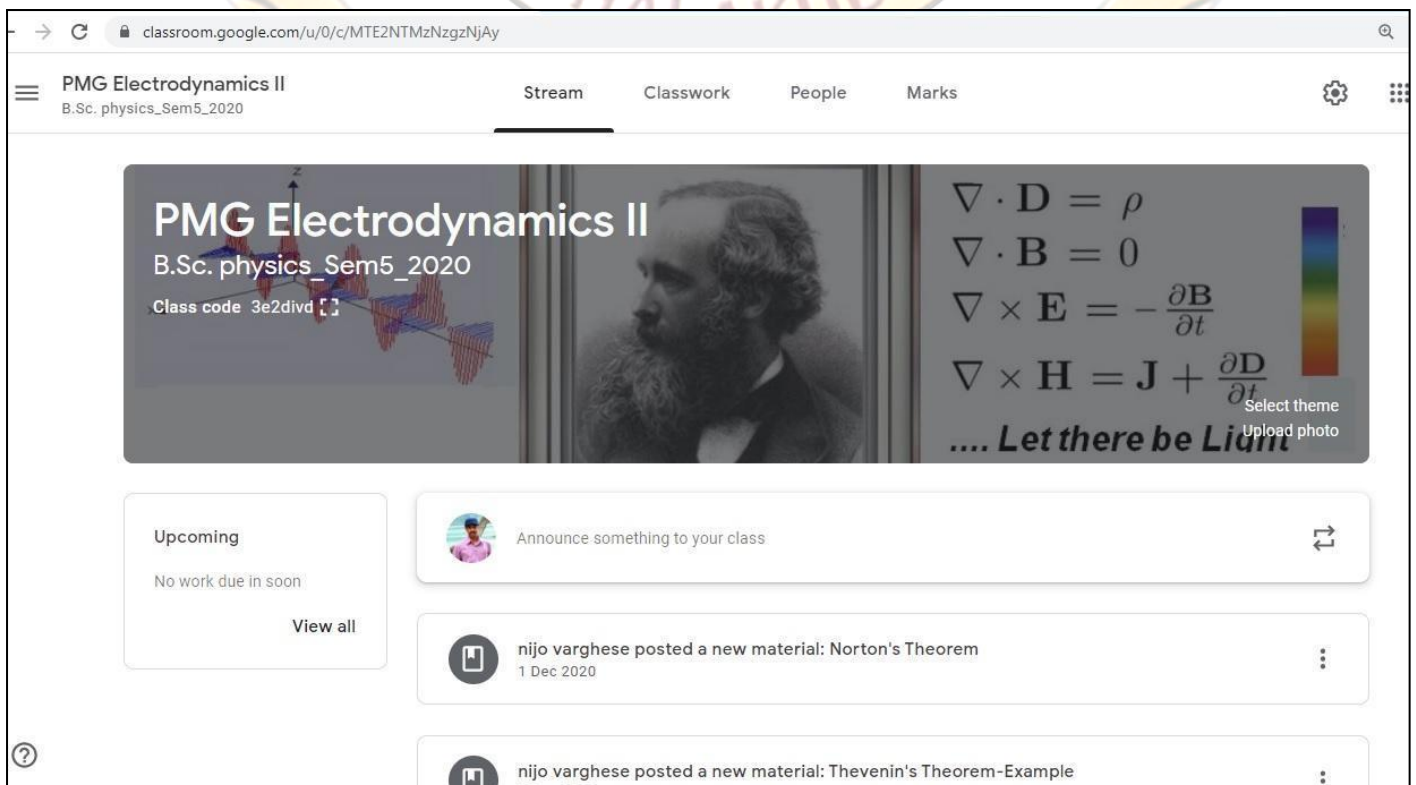 classroom.google.com/u/0/c/MTE2NTMzNzgzNjAy
PMG Electrodynamics II
B.Sc. physics_Sem5_2020
Stream
Classwork
People
Marks
z
PMG Electrodynamics II
B.Sc. physics_Sem5_2020
Class code 3e2divd
∇ · D = ρ
∇ · B = 0
∇ × E = −∂B/∂t
∇ × H = J + ∂D/∂t
.... Let there be Light
Select theme
Upload photo
Upcoming
No work due in soon
View all
Announce something to your class
nijo varghese posted a new material: Norton's Theorem
1 Dec 2020
nijo varghese posted a new material: Thevenin's Theorem-Example